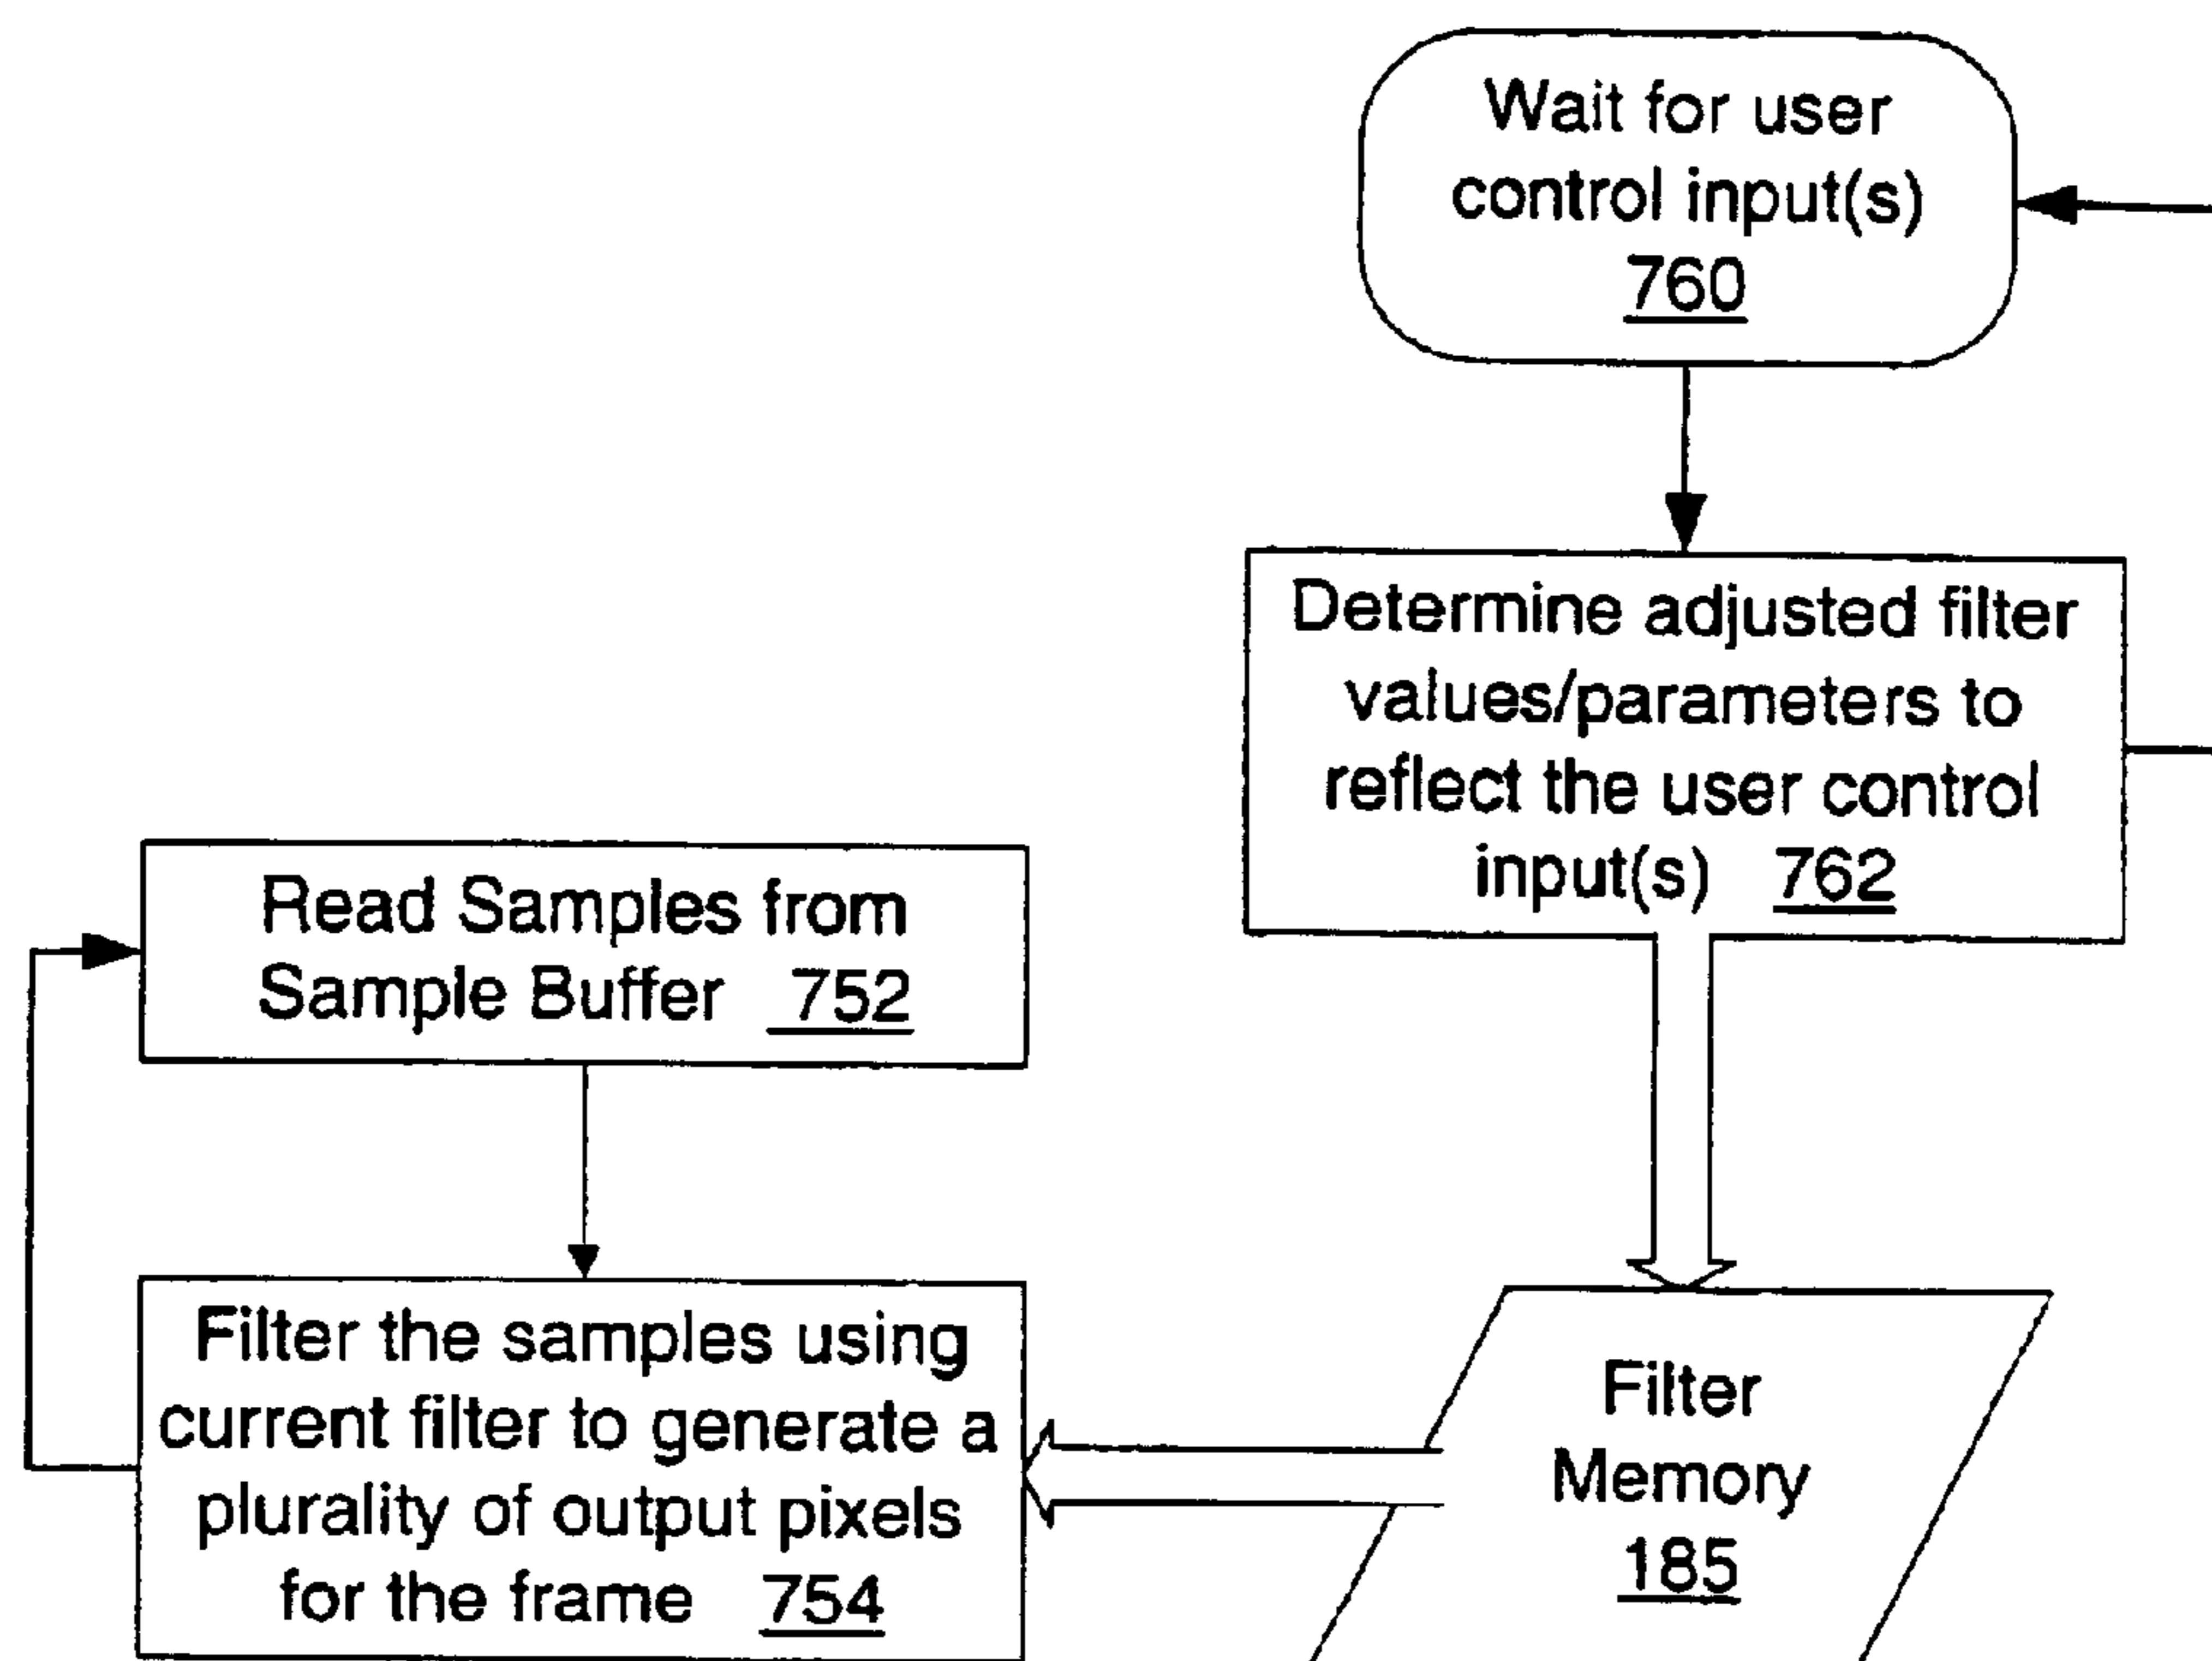 Wait for user
control input(s)
760
Determine adjusted filter
values/parameters to
reflect the user control
input(s) 762
Read Samples from
Sample Buffer 752
Filter the samples using
current filter to generate a
plurality of output pixels
for the frame 754
Filter
Memory
185